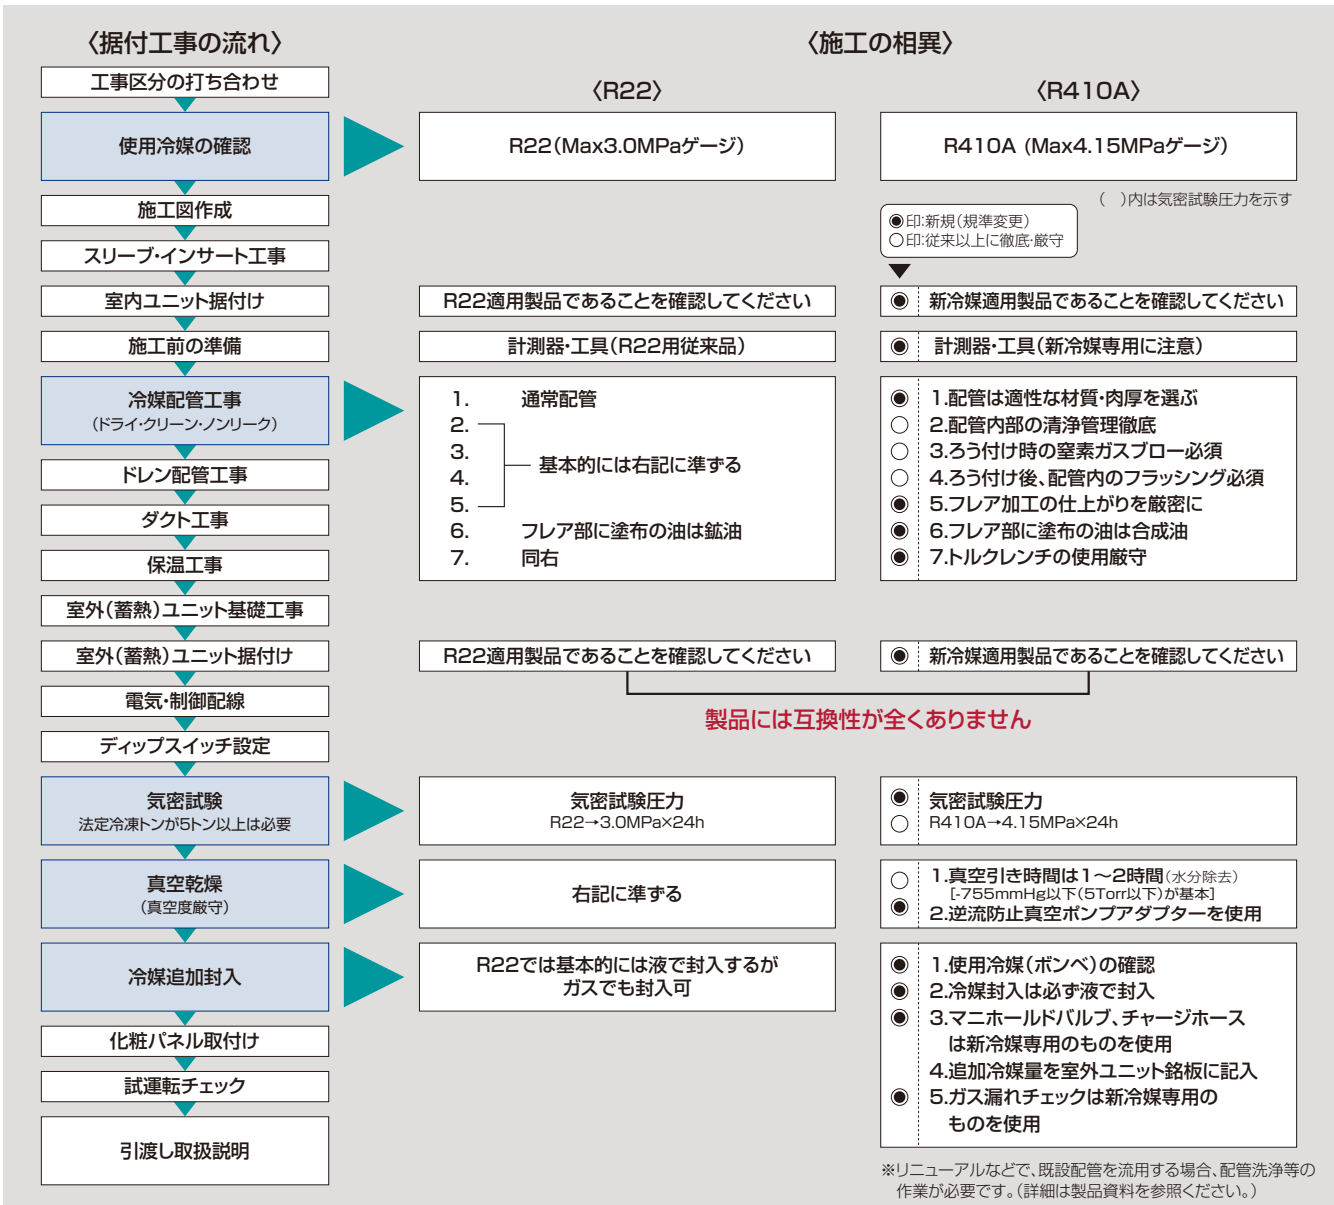 〈据付工事の流れ〉
工事区分の打ち合わせ
使用冷媒の確認
施工図作成
スリーブ・インサート工事
室内ユニット据付け
施工前の準備
冷媒配管工事
(ドライ・クリーン・ノンリーク)
ドレン配管工事
ダクト工事
保温工事
室外(蓄熱)ユニット基礎工事
室外(蓄熱)ユニット据付け
電気・制御配線
ディップスイッチ設定
気密試験
法定冷凍トンが5トン以上は必要
真空乾燥
(真空度厳守)
冷媒追加封入
化粧パネル取付け
試運転チェック
引渡し取扱説明
〈施工の相異〉
〈R22〉
R22(Max3.0MPaゲージ)
R22適用製品であることを確認してください
計測器・工具(R22用従来品)
1. 通常配管
2.
3.
基本的には右記に準ずる
4.
5.
6. フレア部に塗布の油は鉱油
7. 同右
R22適用製品であることを確認してください
製品には互換性が全くありません
気密試験圧力
R22→3.0MPa×24h
右記に準ずる
R22では基本的には液で封入するが
ガスでも封入可
〈R410A〉
R410A (Max4.15MPaゲージ)
( )内は気密試験圧力を示す
◉印:新規(規準変更)
○印:従来以上に徹底・厳守
◉ 新冷媒適用製品であることを確認してください
◉ 計測器・工具(新冷媒専用に注意)
◉ 1.配管は適性な材質・肉厚を選ぶ
○ 2.配管内部の清浄管理徹底
○ 3.ろう付け時の窒素ガスブロー必須
○ 4.ろう付け後、配管内のフラッシング必須
◉ 5.フレア加工の仕上がりを厳密に
◉ 6.フレア部に塗布の油は合成油
◉ 7.トルクレンチの使用厳守
◉ 新冷媒適用製品であることを確認してください
◉ 気密試験圧力
○ R410A→4.15MPa×24h
○ 1.真空引き時間は1〜2時間(水分除去)
[-755mmHg以下(5Torr以下)が基本]
◉ 2.逆流防止真空ポンプアダプターを使用
◉ 1.使用冷媒(ボンベ)の確認
◉ 2.冷媒封入は必ず液で封入
◉ 3.マニホールドバルブ、チャージホース
は新冷媒専用のものを使用
4.追加冷媒量を室外ユニット銘板に記入
◉ 5.ガス漏れチェックは新冷媒専用の
ものを使用
※リニューアルなどで、既設配管を流用する場合、配管洗浄等の
作業が必要です。(詳細は製品資料を参照ください。)